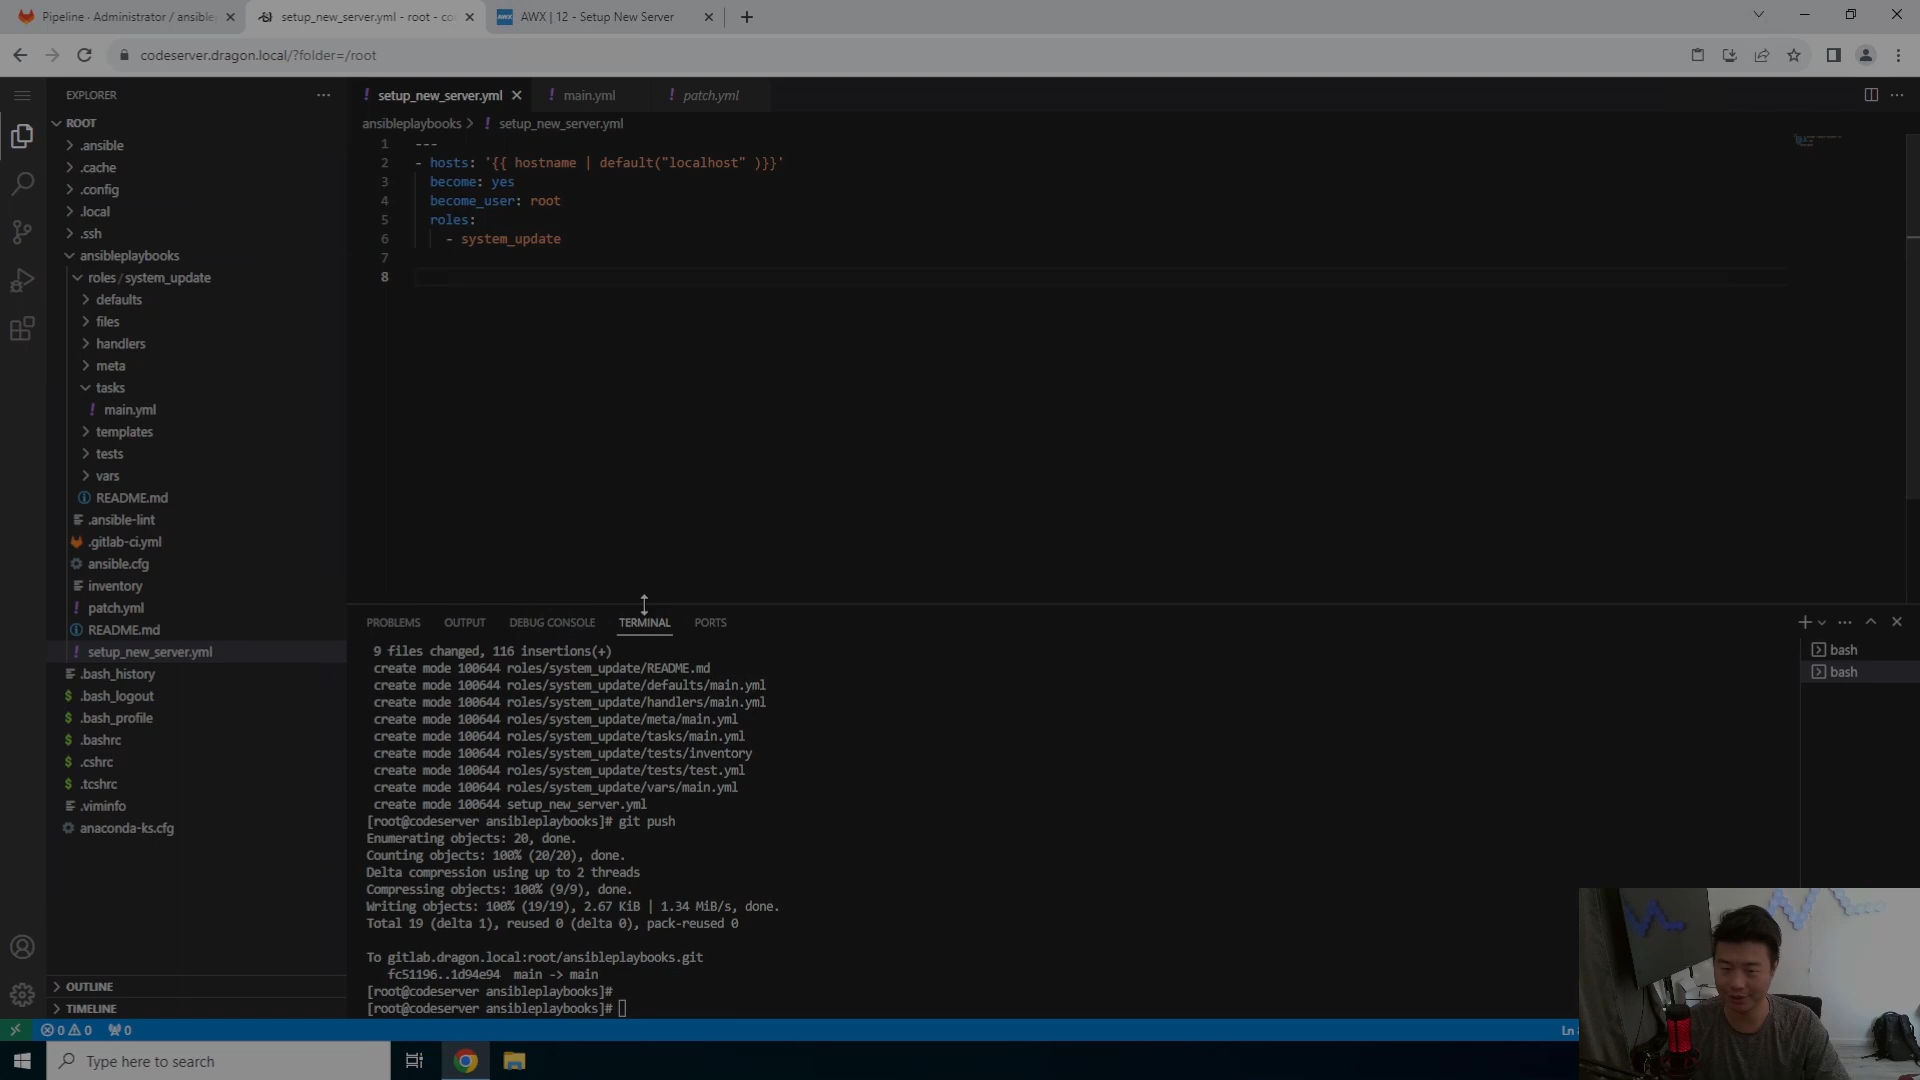 Pipeline · Administrator / ansible
setup_new_server.yml - root - co
AWX | 12 - Setup New Server
codeserver.dragon.local/?folder=/root
EXPLORER
ROOT
.ansible
.cache
.config
.local
.ssh
ansibleplaybooks
roles / system_update
defaults
files
handlers
meta
tasks
main.yml
templates
tests
vars
README.md
.ansible-lint
.gitlab-ci.yml
ansible.cfg
inventory
patch.yml
README.md
setup_new_server.yml
.bash_history
.bash_logout
.bash_profile
.bashrc
.cshrc
.tcshrc
.viminfo
anaconda-ks.cfg
OUTLINE
TIMELINE
setup_new_server.yml
main.yml
patch.yml
ansibleplaybooks > setup_new_server.yml
1 ---
2 - hosts: '{{ hostname | default("localhost" )}}'
3 become: yes
4 become_user: root
5 roles:
6 - system_update
7
8
PROBLEMS OUTPUT DEBUG CONSOLE TERMINAL PORTS
9 files changed, 116 insertions(+)
create mode 100644 roles/system_update/README.md
create mode 100644 roles/system_update/defaults/main.yml
create mode 100644 roles/system_update/handlers/main.yml
create mode 100644 roles/system_update/meta/main.yml
create mode 100644 roles/system_update/tasks/main.yml
create mode 100644 roles/system_update/tests/inventory
create mode 100644 roles/system_update/tests/test.yml
create mode 100644 roles/system_update/vars/main.yml
create mode 100644 setup_new_server.yml
[root@codeserver ansibleplaybooks]# git push
Enumerating objects: 20, done.
Counting objects: 100% (20/20), done.
Delta compression using up to 2 threads
Compressing objects: 100% (9/9), done.
Writing objects: 100% (19/19), 2.67 KiB | 1.34 MiB/s, done.
Total 19 (delta 1), reused 0 (delta 0), pack-reused 0
To gitlab.dragon.local:root/ansibleplaybooks.git
fc51196..1d94e94 main -> main
[root@codeserver ansibleplaybooks]#
[root@codeserver ansibleplaybooks]#
bash
bash
0 0 0
Ln
Type here to search